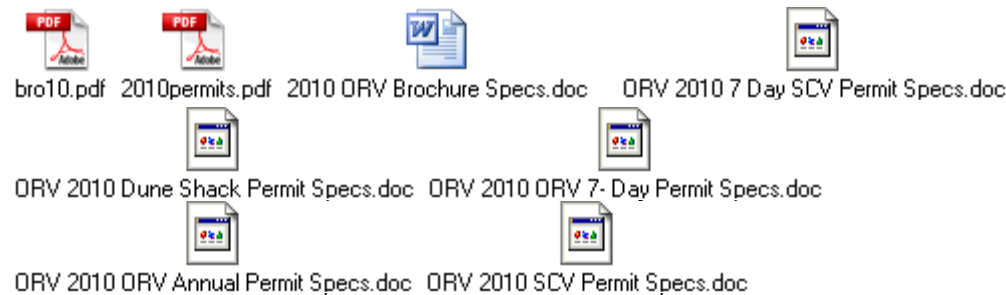 PDF PDF W
Adobe Adobe
bro10.pdf 2010permits.pdf 2010 ORV Brochure Specs.doc ORV 2010 7 Day SCV Permit Specs.doc
ORV 2010 Dune Shack Permit Specs.doc ORV 2010 ORV 7- Day Permit Specs.doc
ORV 2010 ORV Annual Permit Specs.doc ORV 2010 SCV Permit Specs.doc